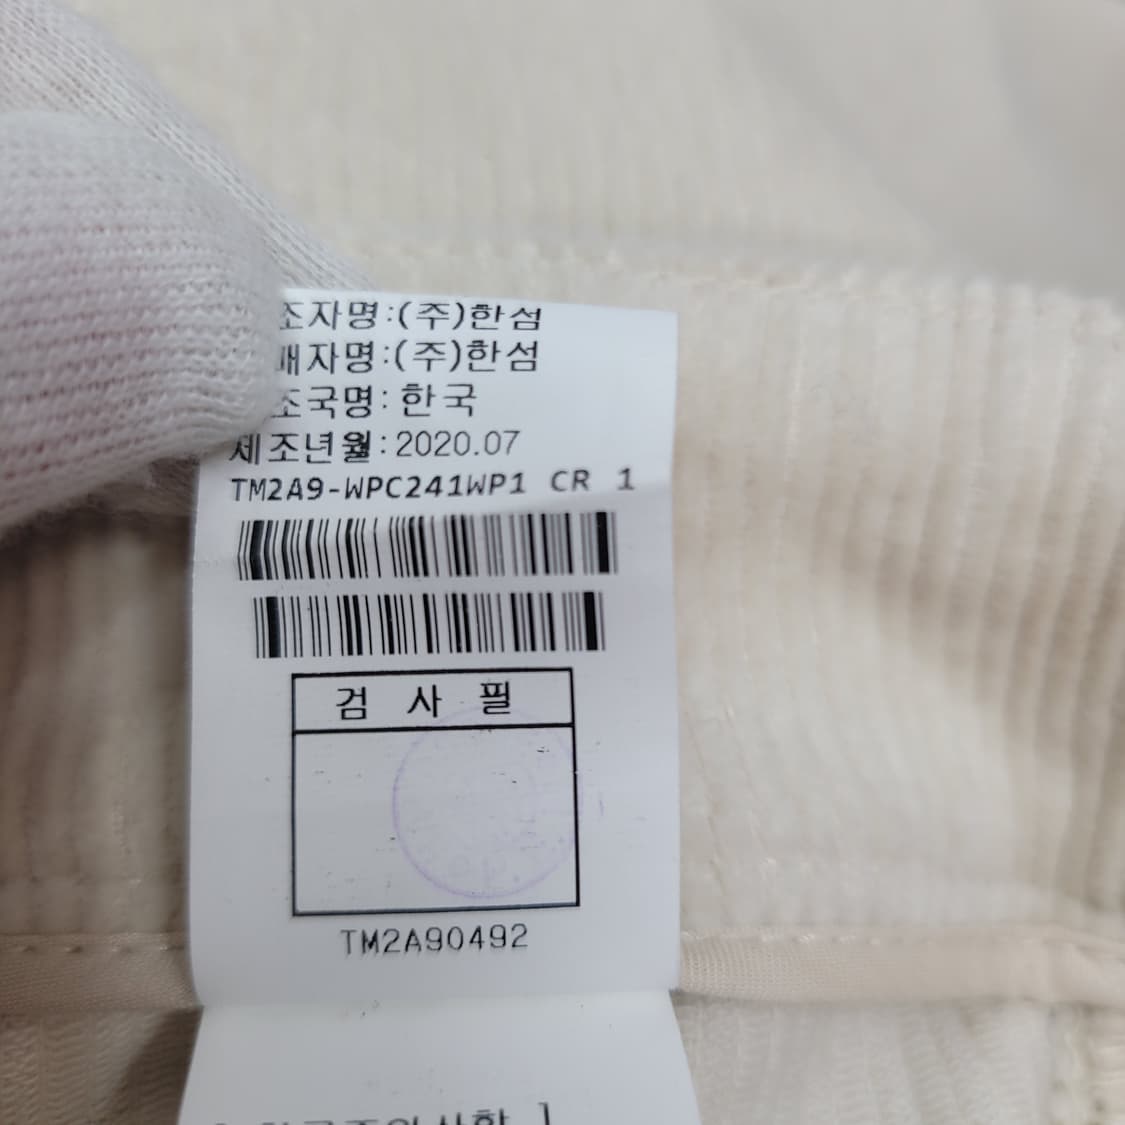 조자명:(주)한섬
매자명:(주)한섬
조국명: 한국
제조년월:2020.07
TM2A9-WPC241WP1 CR 1
검 사 필
TM2A90492